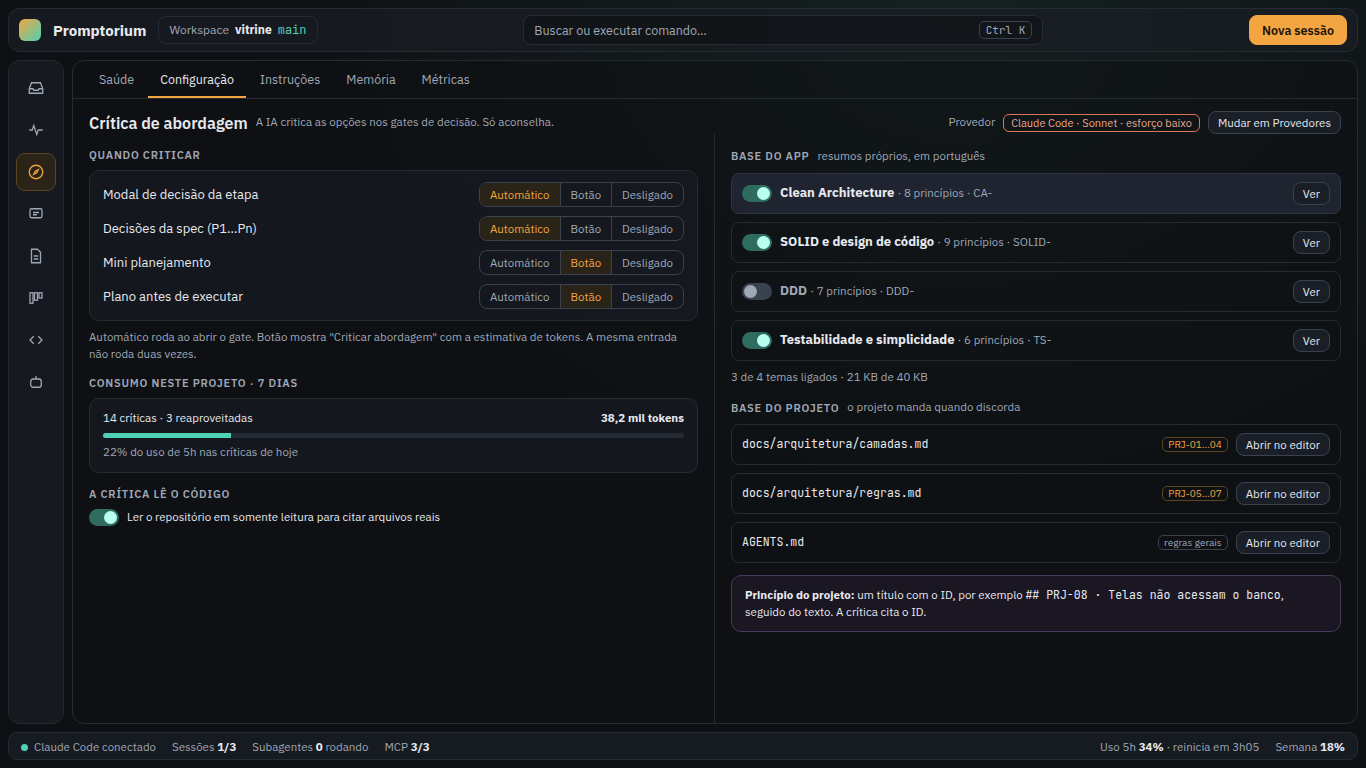 Promptorium
Workspace vitrine main
Buscar ou executar comando...
Ctrl K
Nova sessão
Saúde
Configuração
Instruções
Memória
Métricas
Crítica de abordagem
A IA critica as opções nos gates de decisão. Só aconselha.
Provedor
Claude Code · Sonnet · esforço baixo
Mudar em Provedores
QUANDO CRITICAR
Modal de decisão da etapa
Automático
Botão
Desligado
Decisões da spec (P1…Pn)
Automático
Botão
Desligado
Mini planejamento
Automático
Botão
Desligado
Plano antes de executar
Automático
Botão
Desligado
Automático roda ao abrir o gate. Botão mostra "Criticar abordagem" com a estimativa de tokens. A mesma entrada
não roda duas vezes.
CONSUMO NESTE PROJETO · 7 DIAS
14 críticas · 3 reaproveitadas
38,2 mil tokens
22% do uso de 5h nas críticas de hoje
A CRÍTICA LÊ O CÓDIGO
Ler o repositório em somente leitura para citar arquivos reais
BASE DO APP
resumos próprios, em português
Clean Architecture · 8 princípios · CA-
Ver
SOLID e design de código · 9 princípios · SOLID-
Ver
DDD · 7 princípios · DDD-
Ver
Testabilidade e simplicidade · 6 princípios · TS-
Ver
3 de 4 temas ligados · 21 KB de 40 KB
BASE DO PROJETO
o projeto manda quando discorda
docs/arquitetura/camadas.md
PRJ-01…04
Abrir no editor
docs/arquitetura/regras.md
PRJ-05…07
Abrir no editor
AGENTS.md
regras gerais
Abrir no editor
Princípio do projeto: um título com o ID, por exemplo ## PRJ-08 · Telas não acessam o banco,
seguido do texto. A crítica cita o ID.
Claude Code conectado
Sessões 1/3
Subagentes 0 rodando
MCP 3/3
Uso 5h 34% · reinicia em 3h05
Semana 18%